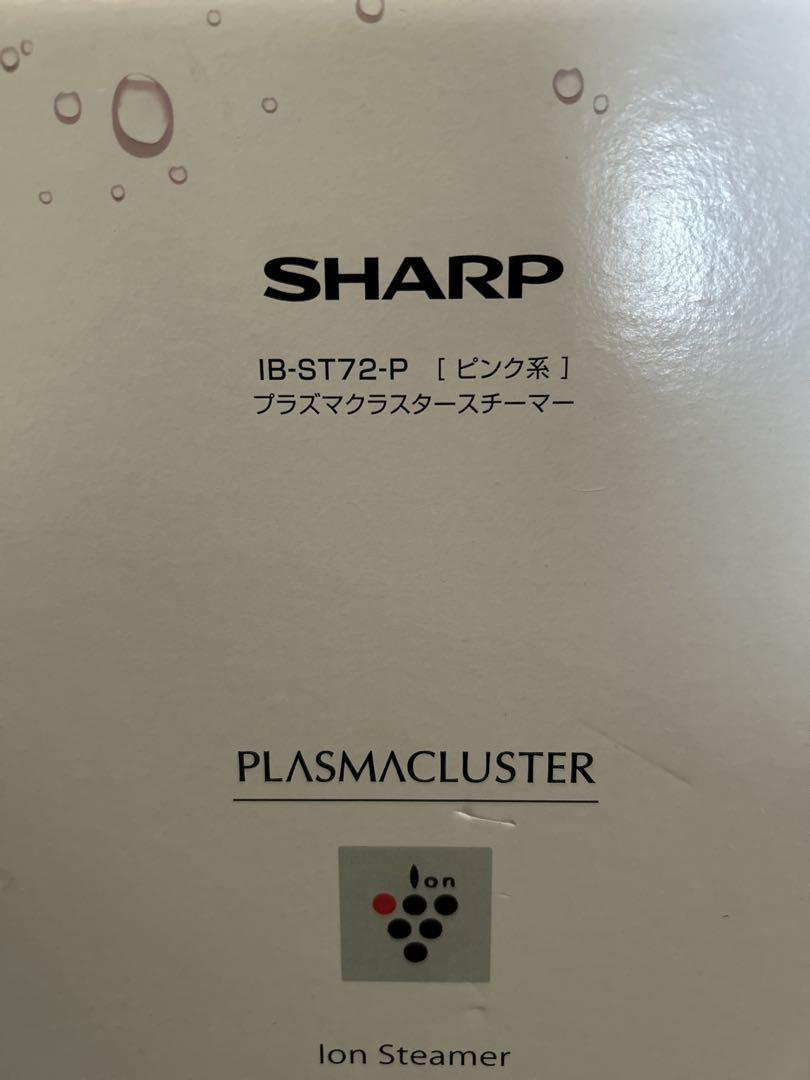 SHARP
IB-ST72-P [ ピンク系 ]
プラズマクラスタースチーマー
PLASMACLUSTER
Ion
Ion Steamer